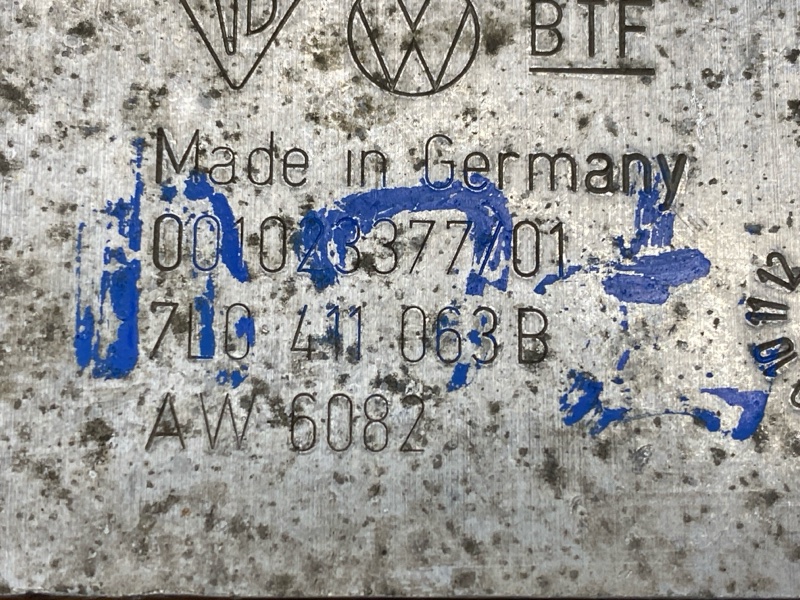 BTF
Made in Germany
001023377/01
7L0 411 063 B
AW 6082